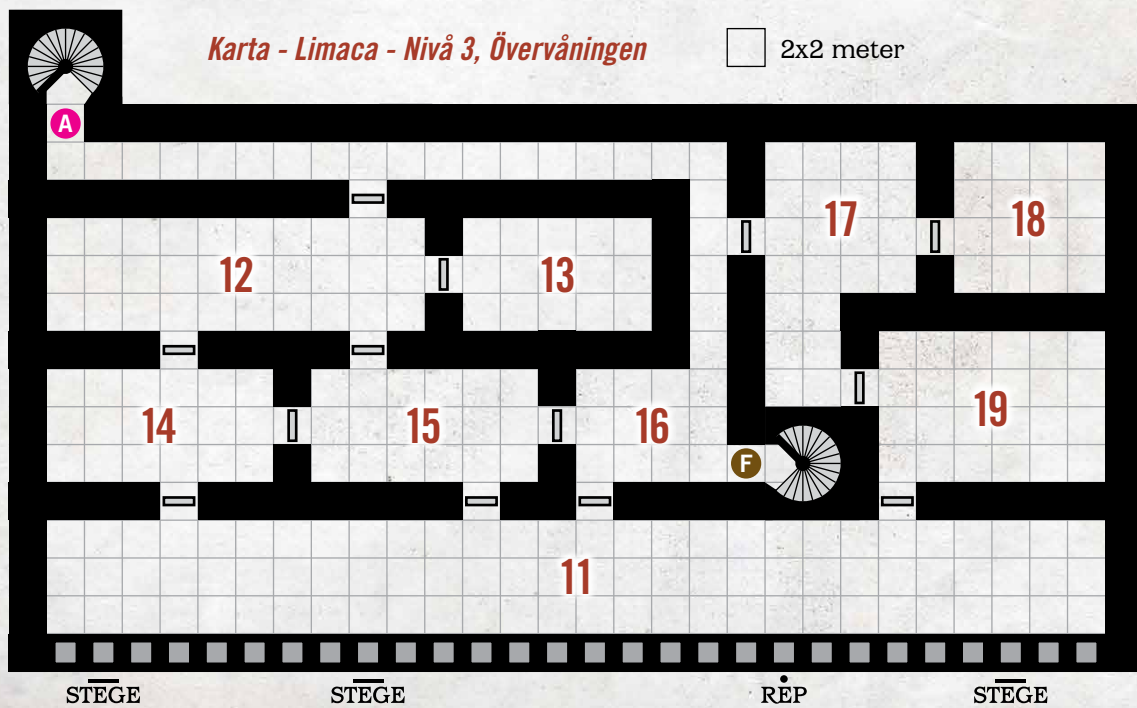 Karta - Limaca - Nivå 3, Övervåningen
2x2 meter
A
17
18
12
13
14
15
16
19
F
11
STEGE
STEGE
REP
STEGE